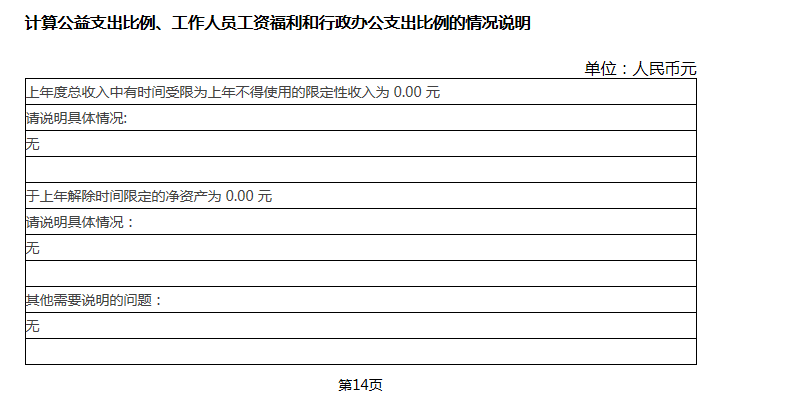 计算公益支出比例、工作人员工资福利和行政办公支出比例的情况说明
单位：人民币元
上年度总收入中有时间受限为上年不得使用的限定性收入为 0.00 元
请说明具体情况:
无
于上年解除时间限定的净资产为 0.00 元
请说明具体情况：
无
其他需要说明的问题：
无
第14页